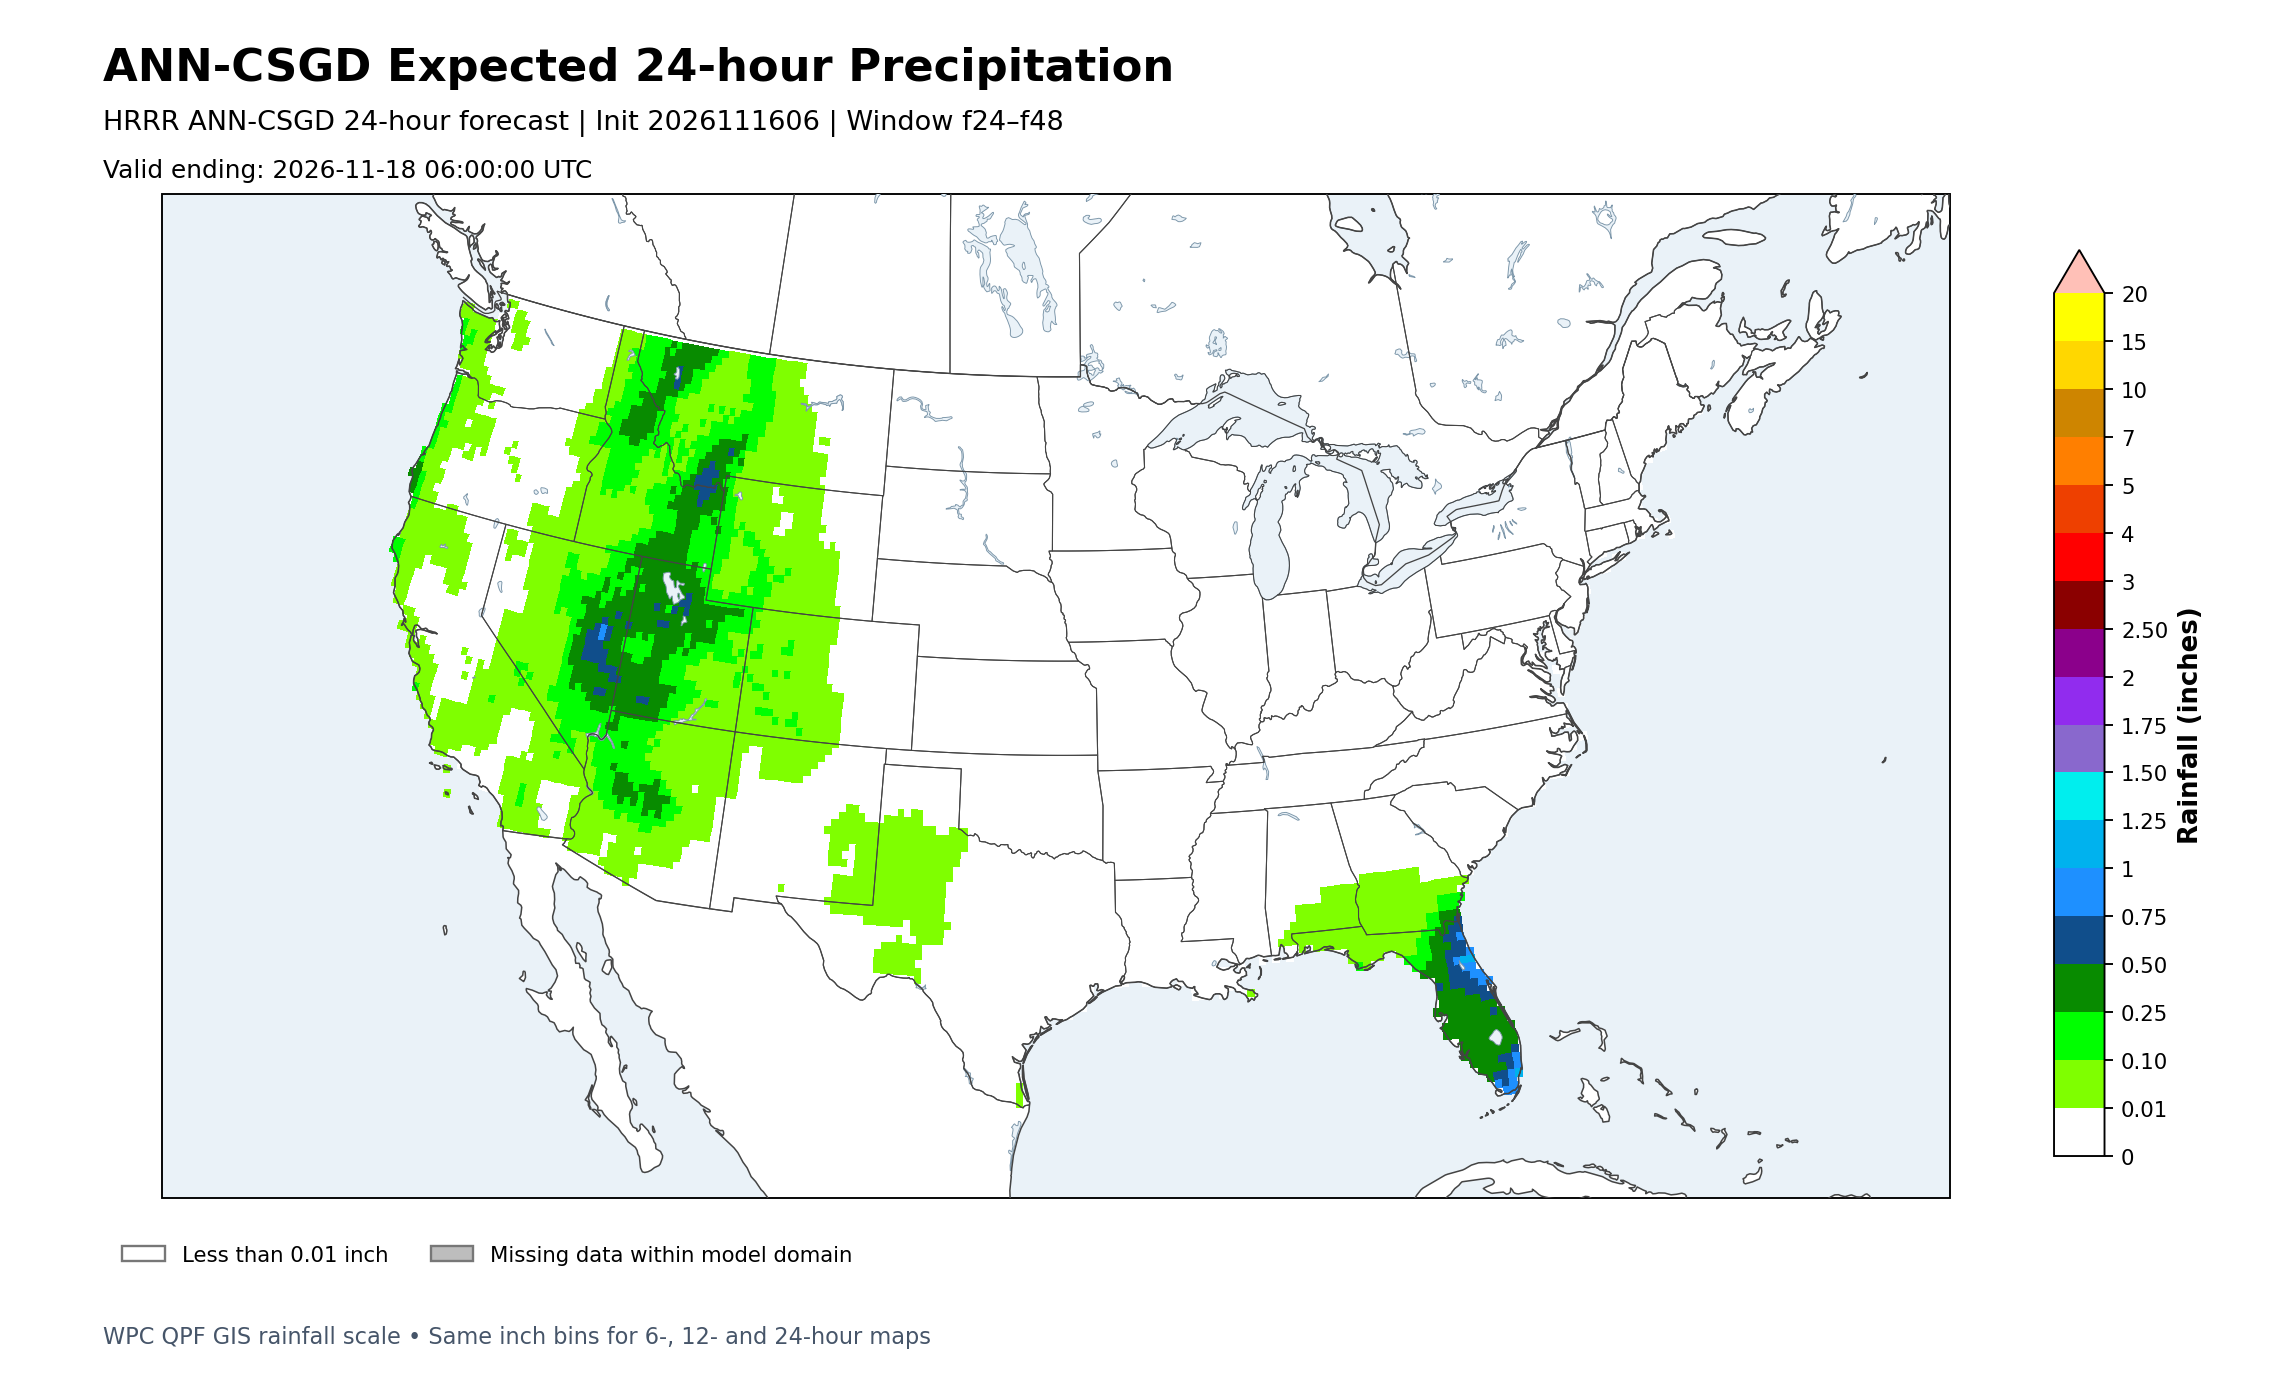 ANN-CSGD Expected 24-hour Precipitation
HRRR ANN-CSGD 24-hour forecast | Init 2026111606 | Window f24–f48
Valid ending: 2026-11-18 06:00:00 UTC
20
15
10
7
5
4
3
2.50
2
1.75
1.50
1.25
1
0.75
0.50
0.25
0.10
0.01
0
Rainfall (inches)
Less than 0.01 inch
Missing data within model domain
WPC QPF GIS rainfall scale • Same inch bins for 6-, 12- and 24-hour maps